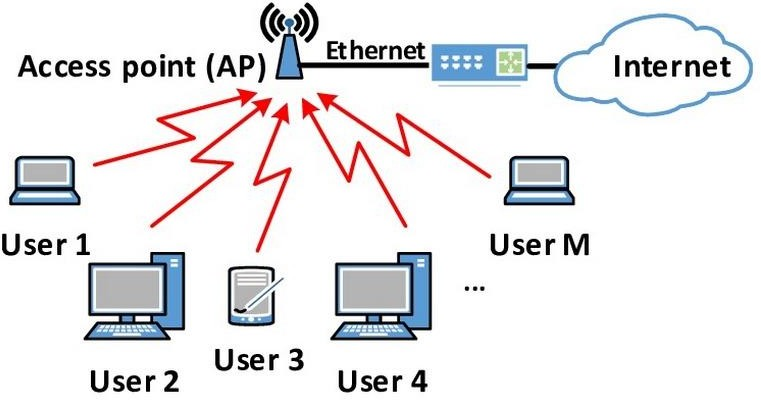 Access point (AP)
Ethernet
Internet
User 1
User 2
User 3
User 4
...
User M